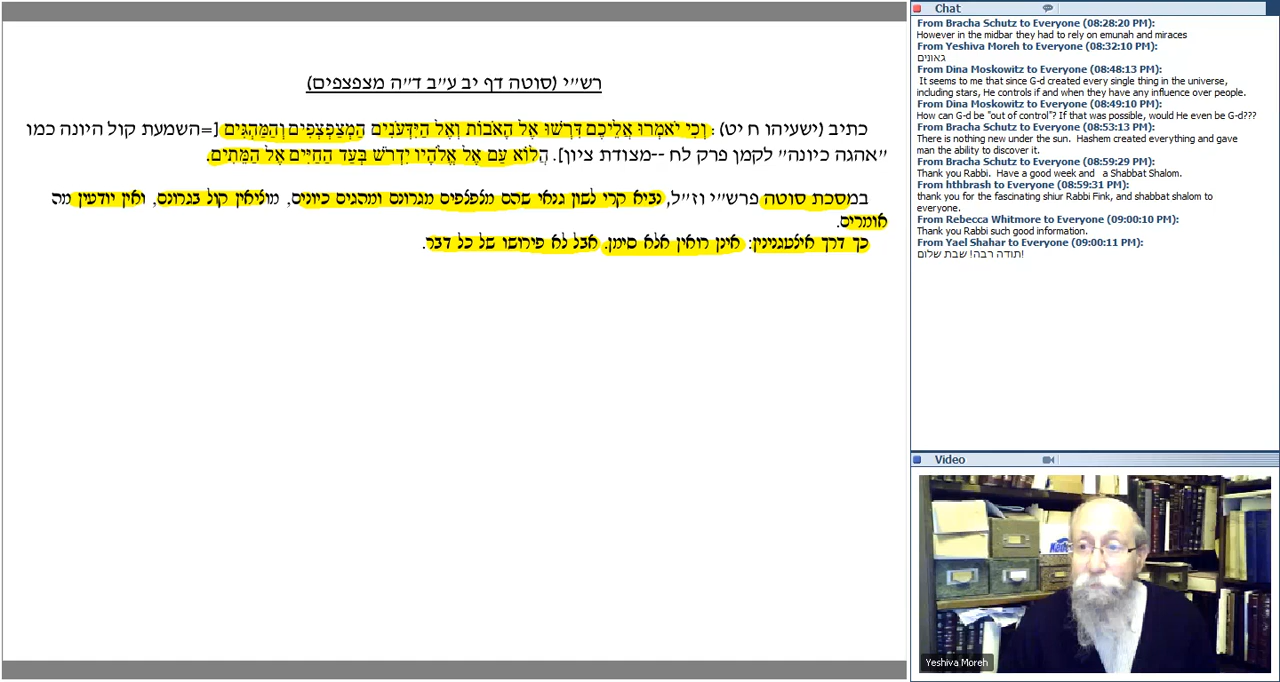 רש״י (סוטה דף יב ע״ב ד״ה מצפצפים)
כתיב (ישעיהו ח יט) : וְכִי יֹאמְרוּ אֲלֵיכֶם דִּרְשׁוּ אֶל הָאֹבוֹת וְאֶל הַיִּדְּעֹנִים הַמְצַפְצְפִים וְהַמַּהְגִּים [=השמעת קול היונה כמו
״אהגה כיונה״ לקמן פרק לח --מצודת ציון]. הֲלוֹא עַם אֶל אֱלֹהָיו יִדְרֹשׁ בְּעַד הַחַיִּים אֶל הַמֵּתִים.
במסכת סוטה פרש״י וז״ל, נביא קרי לשון גנאי שהם מצפצפים מגרונם ומהגים כיונים, מוציאין קול בגרונם, ואין יודעין מה
אומרים.
כך דרך איצטגנינין: אינן רואין אלא סימן. אבל לא פירושו של כל דבר.
Chat
From Bracha Schutz to Everyone (08:28:20 PM):
However in the midbar they had to rely on emunah and miraces
From Yeshiva Moreh to Everyone (08:32:10 PM):
גאונים
From Dina Moskowitz to Everyone (08:48:13 PM):
It seems to me that since G-d created every single thing in the universe,
including stars, He controls if and when they have any influence over people.
From Dina Moskowitz to Everyone (08:49:10 PM):
How can G-d be "out of control"? If that was possible, would He even be G-d???
From Bracha Schutz to Everyone (08:53:13 PM):
There is nothing new under the sun. Hashem created everything and gave
man the ability to discover it.
From Bracha Schutz to Everyone (08:59:29 PM):
Thank you Rabbi. Have a good week and a Shabbat Shalom.
From hthbrash to Everyone (08:59:31 PM):
thank you for the fascinating shiur Rabbi Fink, and shabbat shalom to
everyone.
From Rebecca Whitmore to Everyone (09:00:10 PM):
Thank you Rabbi such good information.
From Yael Shahar to Everyone (09:00:11 PM):
תודה רבה! שבת שלום!
Video
Yeshiva Moreh